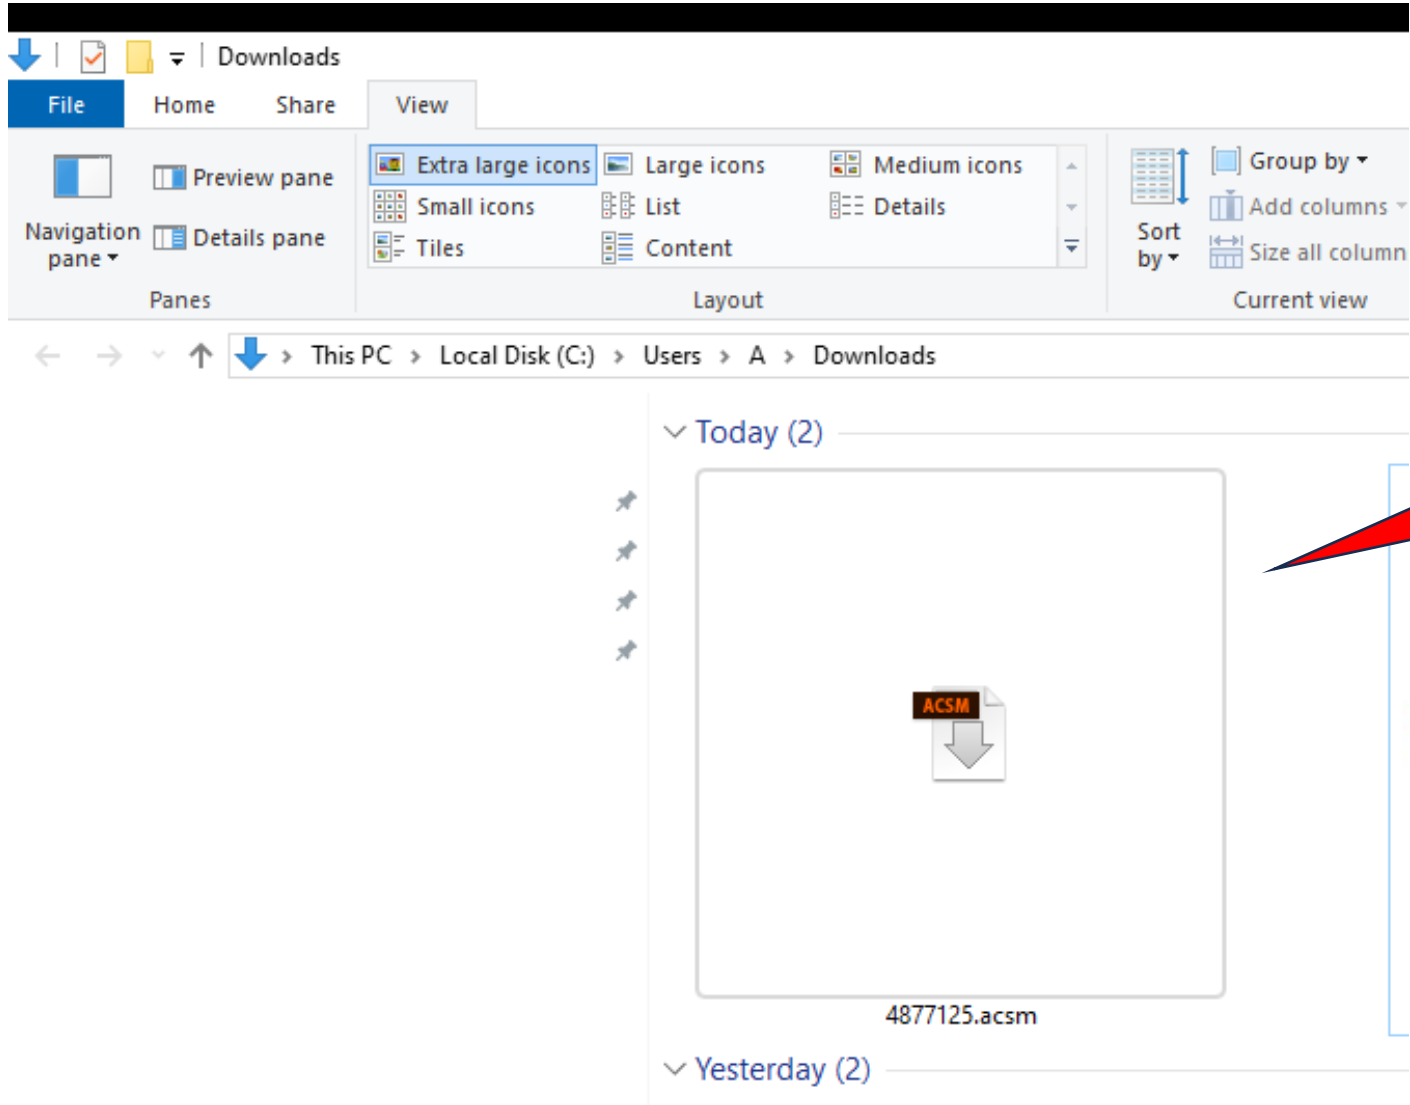 Downloads
File Home Share View
Navigation pane
Preview pane
Details pane
Panes
Extra large icons Large icons Medium icons
Small icons List Details
Tiles Content
Layout
Sort by
Group by
Add columns
Size all column
Current view
This PC > Local Disk (C:) > Users > A > Downloads
Today (2)
ACSM
4877125.acsm
Yesterday (2)